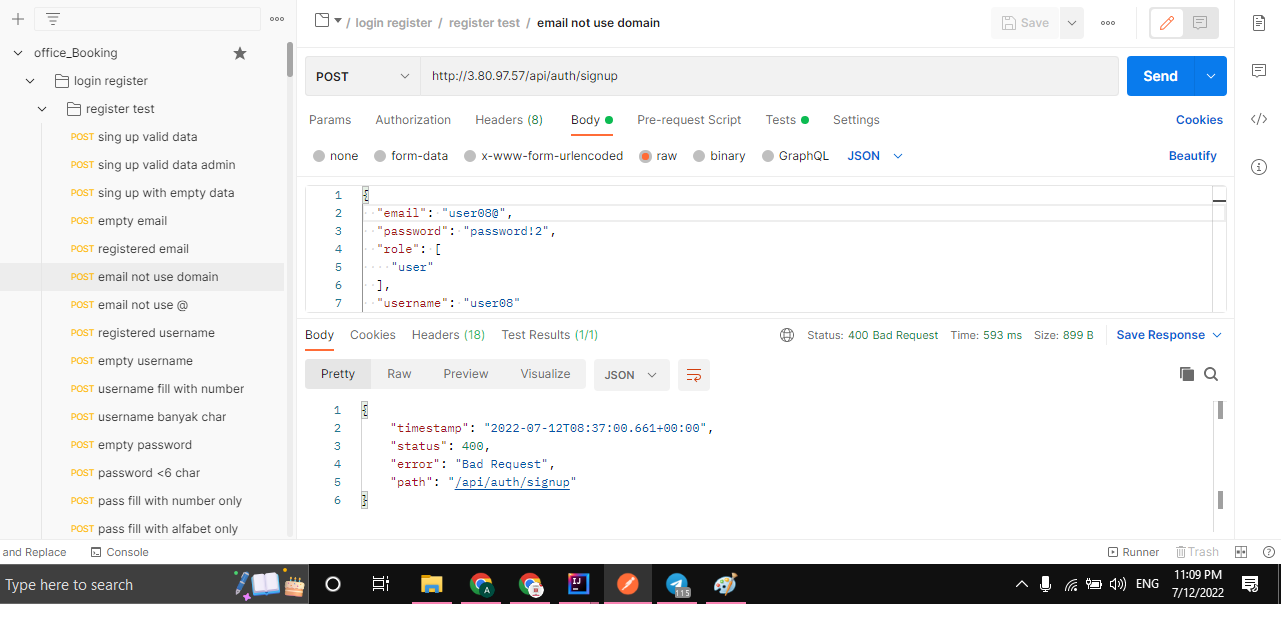 / login register / register test / email not use domain
Save
office_Booking
login register
register test
POST sing up valid data
POST sing up valid data admin
POST sing up with empty data
POST empty email
POST registered email
POST email not use domain
POST email not use @
POST registered username
POST empty username
POST username fill with number
POST username banyak char
POST empty password
POST password <6 char
POST pass fill with number only
POST pass fill with alfabet only
POST
http://3.80.97.57/api/auth/signup
Send
Params Authorization Headers (8) Body Pre-request Script Tests Settings Cookies
none form-data x-www-form-urlencoded raw binary GraphQL JSON Beautify
1 {
2 "email": "user08@",
3 "password": "password!2",
4 "role": [
5 "user"
6 ],
7 "username": "user08"
Body Cookies Headers (18) Test Results (1/1) Status: 400 Bad Request Time: 593 ms Size: 899 B Save Response
Pretty Raw Preview Visualize JSON
1 {
2 "timestamp": "2022-07-12T08:37:00.661+00:00",
3 "status": 400,
4 "error": "Bad Request",
5 "path": "/api/auth/signup"
6 }
and Replace Console Runner Trash
Type here to search
A
IJ
115
ENG
11:09 PM
7/12/2022